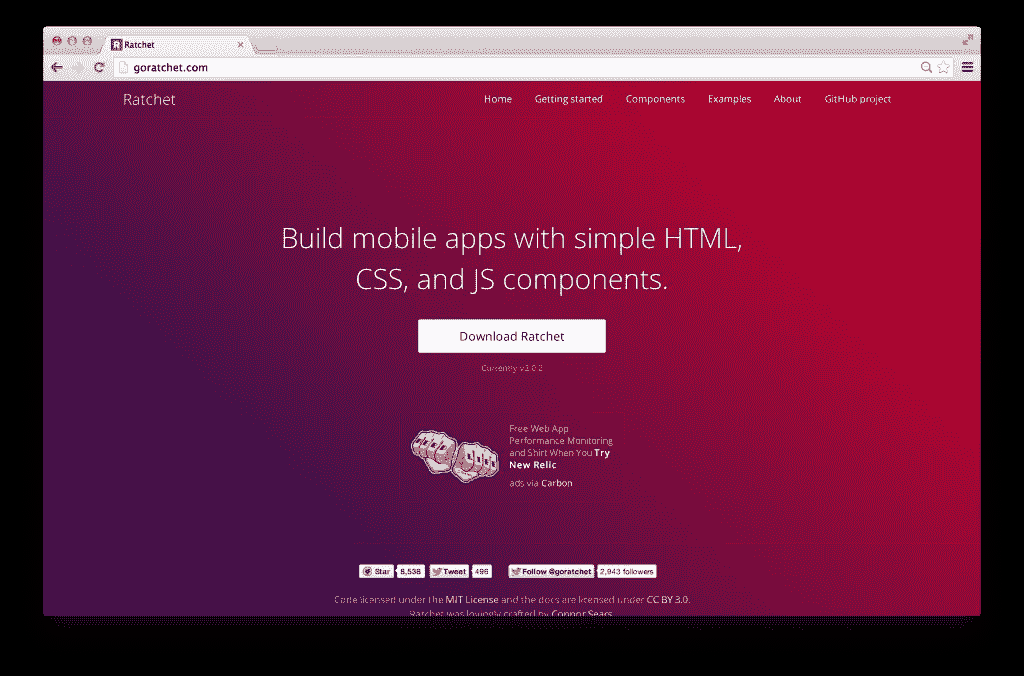 Ratchet
goratchet.com
Ratchet
Home Getting started Components Examples About GitHub project
Build mobile apps with simple HTML,
CSS, and JS components.
Download Ratchet
Currently v2.0.2
Free Web App
Performance Monitoring
and Shirt When You Try
New Relic
ads via Carbon
Star 8,538 Tweet 496 Follow @goratchet 2,943 followers
Code licensed under the MIT License and the docs are licensed under CC BY 3.0.
Ratchet was lovingly crafted by Connor Sears